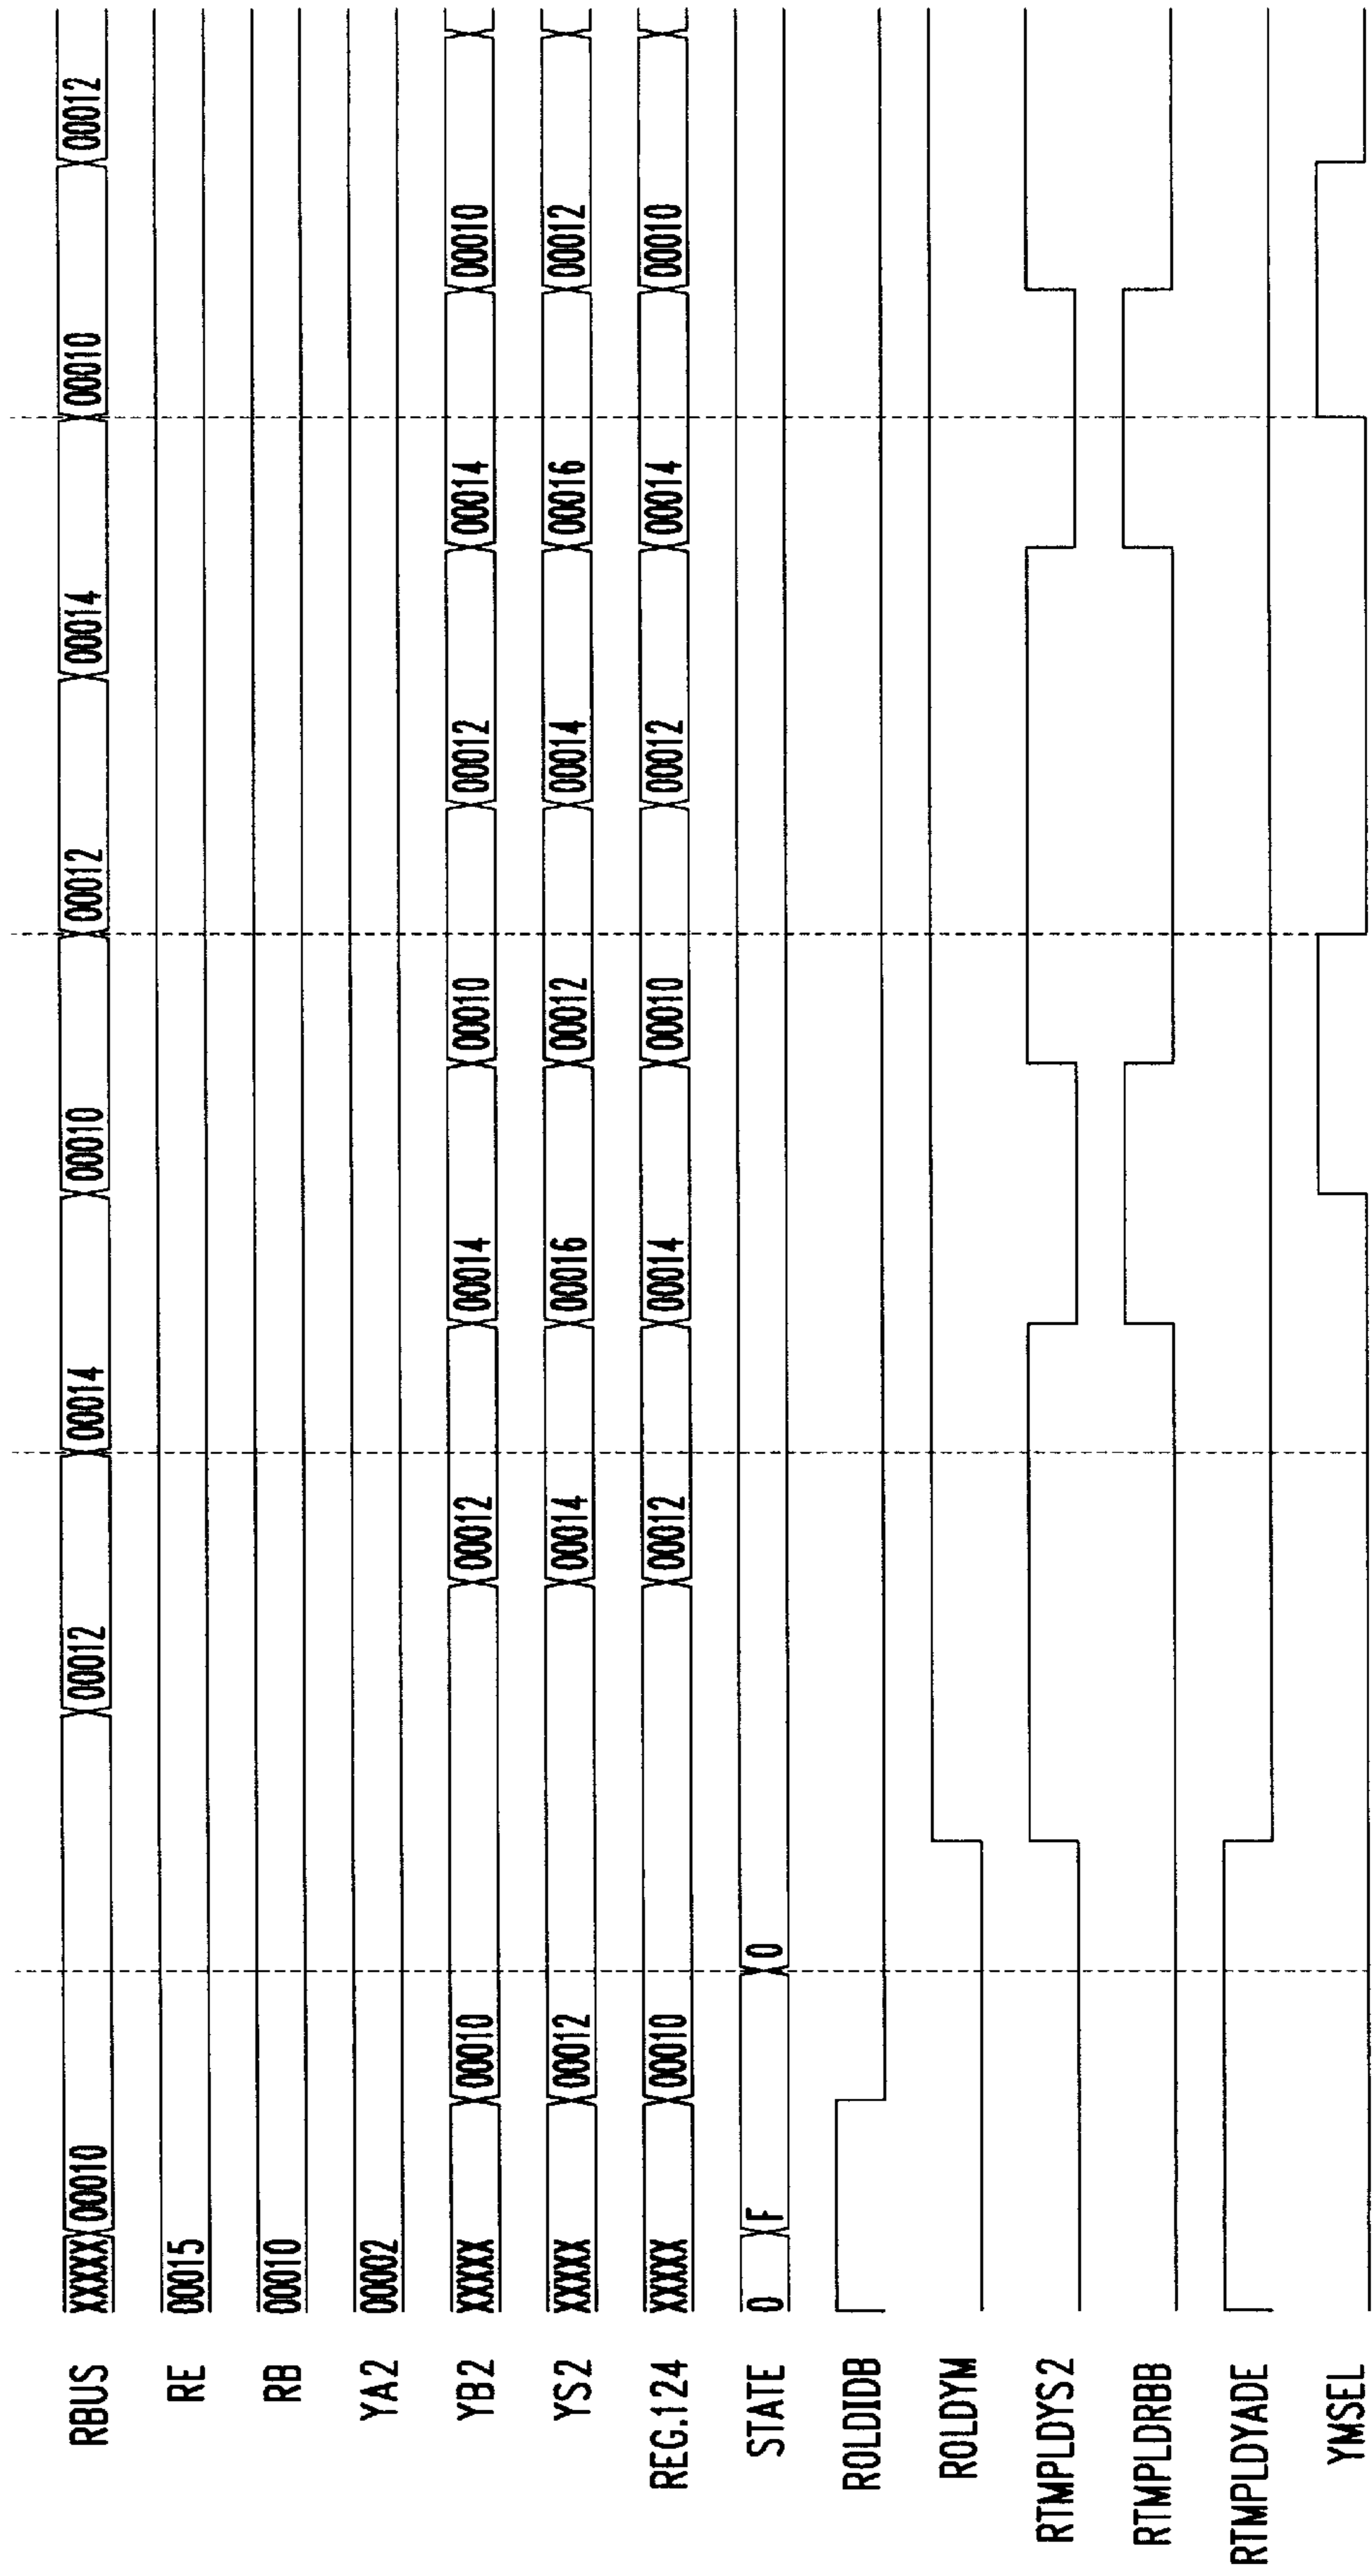 RBUS XXXXX 00010 00012 00014 00010 00012 00014 00010 00012
RE 00015
RB 00010
YA2 00002
YB2 XXXXX 00010 00012 00014 00010 00012 00014 00010
YS2 XXXXX 00012 00014 00016 00012 00014 00016 00012
REG.124 XXXXX 00010 00012 00014 00010 00012 00014 00010
STATE 0 F 0
ROLDIDB
ROLDYM
RTMPLDYS2
RTMPLDRBB
RTMPLDYADE
YMSEL